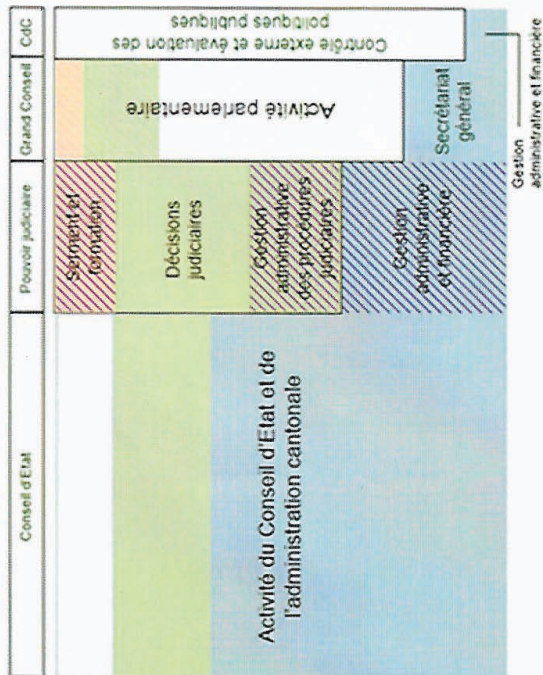 Conseil d'Etat
Pouvoir judiciaire
Grand Conseil
CdC
Serment et
formation
Décisions
judiciaires
Gestion
administrative
des procédures
judiciaires
Gestion
administrative
et financière
Activité parlementaire
Secrétariat
général
Contrôle externe et évaluation des
politiques publiques
Activité du Conseil d'Etat et de
l'administration cantonale
Gestion
administrative et financière